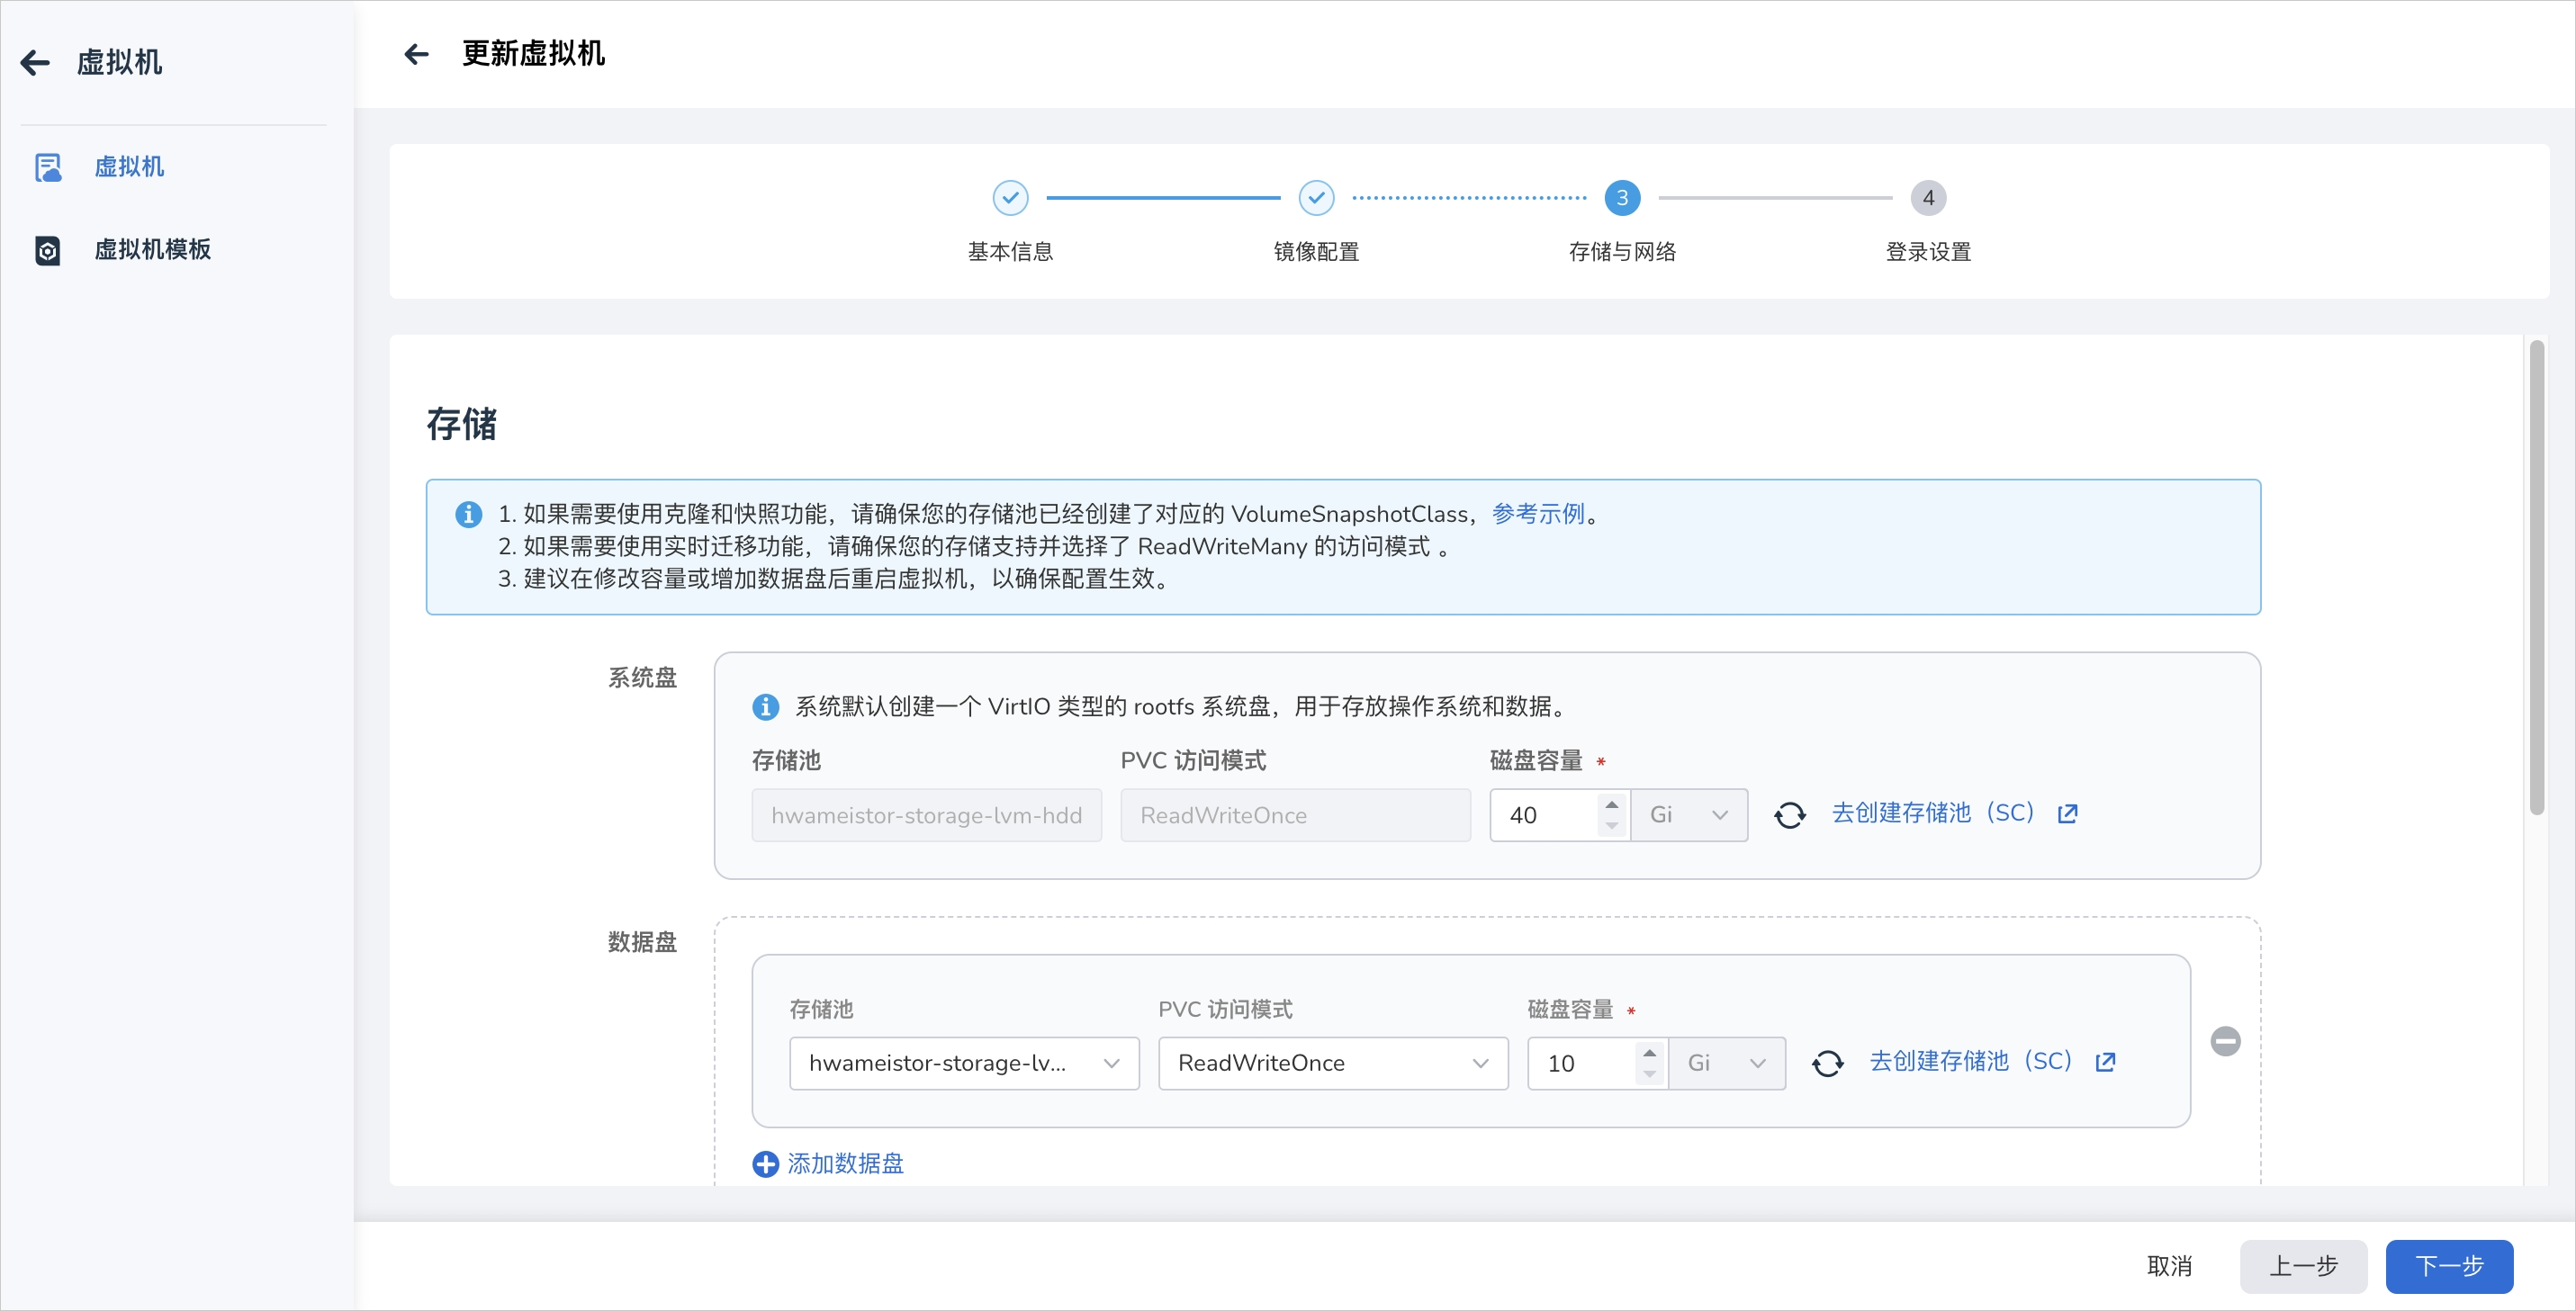 虚拟机
虚拟机
虚拟机模板
更新虚拟机
3
4
基本信息
镜像配置
存储与网络
登录设置
存储
1. 如果需要使用克隆和快照功能，请确保您的存储池已经创建了对应的 VolumeSnapshotClass，参考示例。
2. 如果需要使用实时迁移功能，请确保您的存储支持并选择了 ReadWriteMany 的访问模式 。
3. 建议在修改容量或增加数据盘后重启虚拟机，以确保配置生效。
系统盘
系统默认创建一个 VirtIO 类型的 rootfs 系统盘，用于存放操作系统和数据。
存储池 PVC 访问模式 磁盘容量 *
hwameistor-storage-lvm-hdd ReadWriteOnce 40 Gi 去创建存储池（SC）
数据盘
存储池 PVC 访问模式 磁盘容量 *
hwameistor-storage-lv... ReadWriteOnce 10 Gi 去创建存储池（SC）
添加数据盘
取消 上一步 下一步